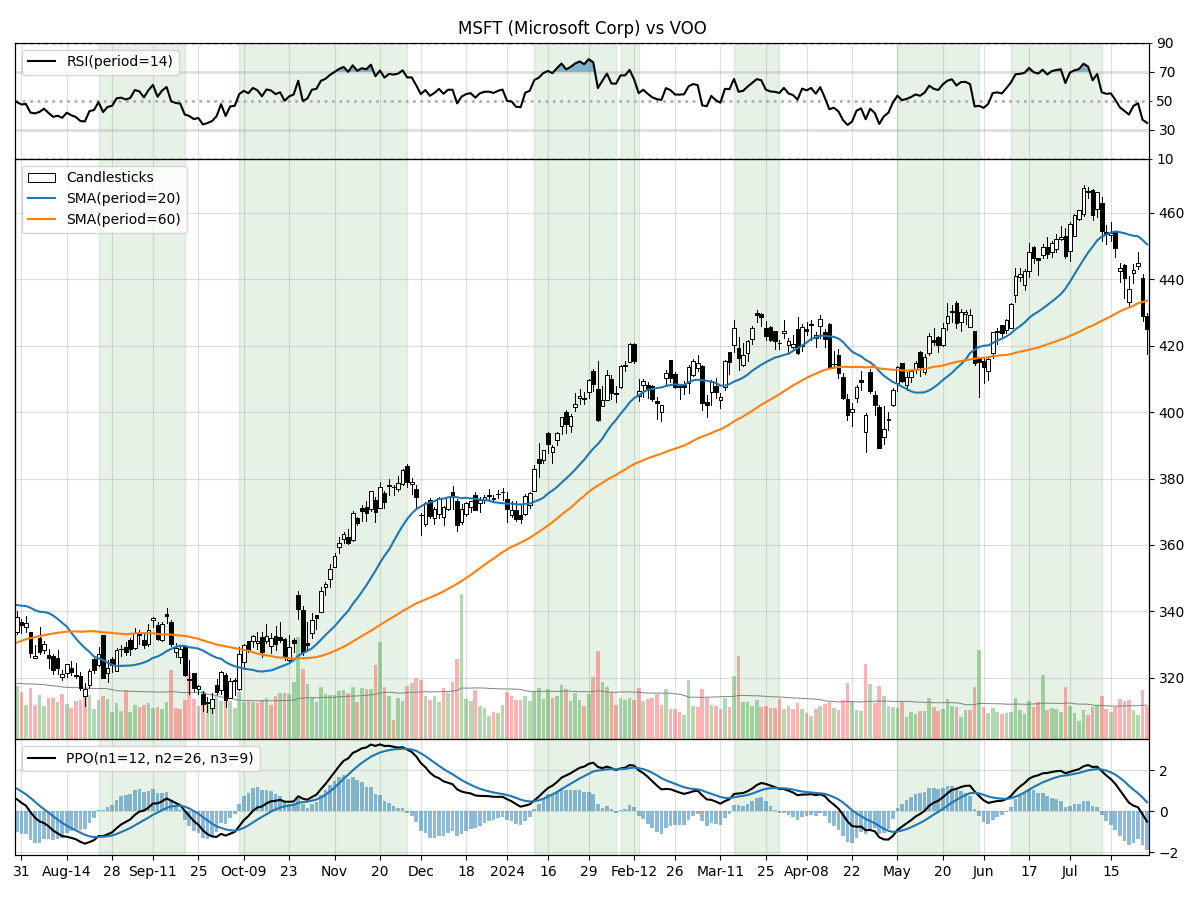 MSFT (Microsoft Corp) vs VOO
RSI(period=14)
90
70
50
30
10
Candlesticks
SMA(period=20)
SMA(period=60)
460
440
420
400
380
360
340
320
PPO(n1=12, n2=26, n3=9)
2
0
−2
31 Aug-14 28 Sep-11 25 Oct-09 23 Nov 20 Dec 18 2024 16 29 Feb-12 26 Mar-11 25 Apr-08 22 May 20 Jun 17 Jul 15